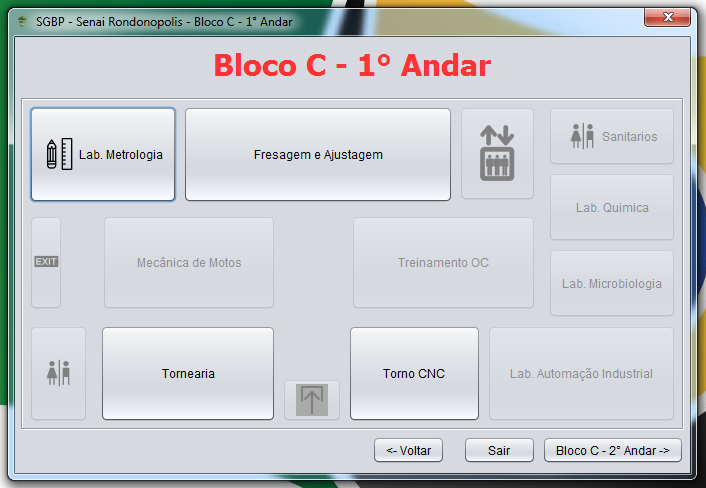 SGBP - Senai Rondonopolis - Bloco C - 1° Andar
Bloco C - 1° Andar
Lab. Metrologia
Fresagem e Ajustagem
Sanitarios
Lab. Quimica
EXIT
Mecânica de Motos
Treinamento OC
Lab. Microbiologia
Tornearia
Torno CNC
Lab. Automação Industrial
<- Voltar
Sair
Bloco C - 2° Andar ->